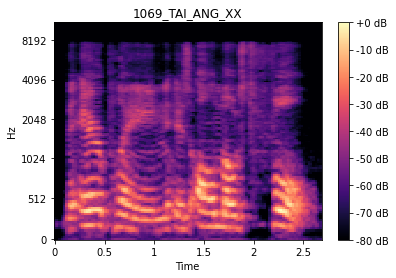 1069_TAI_ANG_XX
+0 dB
8192
-10 dB
4096
-20 dB
-30 dB
2048
Hz
-40 dB
1024
-50 dB
512
-60 dB
-70 dB
0
-80 dB
0 0.5 1 1.5 2 2.5
Time